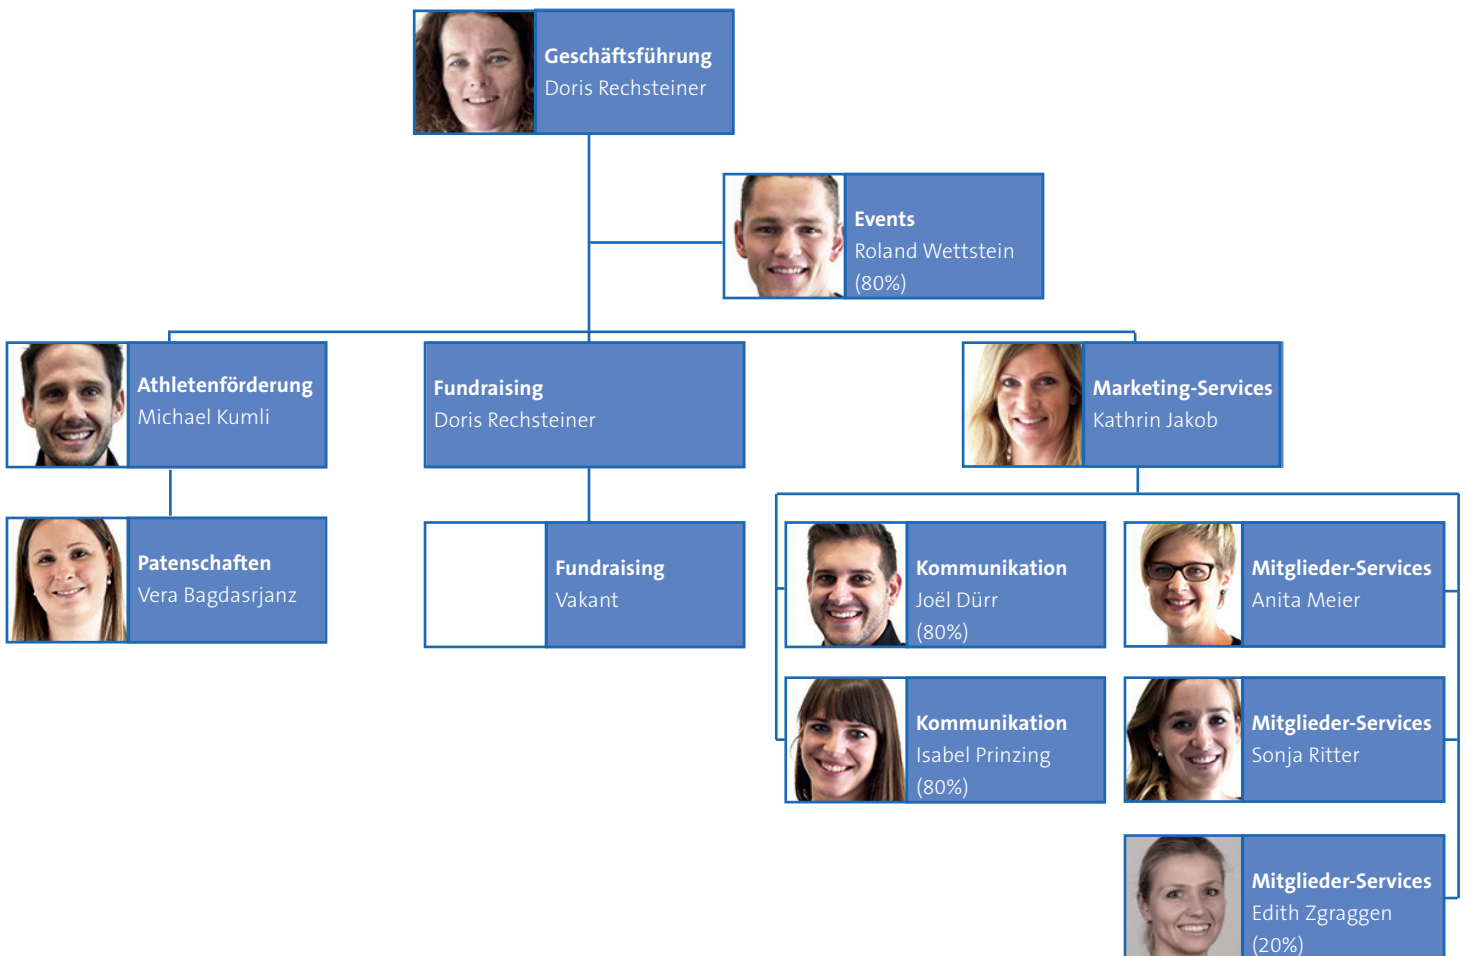 Geschäftsführung
Doris Rechsteiner
Events
Roland Wettstein
(80%)
Athletenförderung
Michael Kumli
Fundraising
Doris Rechsteiner
Marketing-Services
Kathrin Jakob
Patenschaften
Vera Bagdasrjanz
Fundraising
Vakant
Kommunikation
Joël Dürr
(80%)
Mitglieder-Services
Anita Meier
Kommunikation
Isabel Prinzing
(80%)
Mitglieder-Services
Sonja Ritter
Mitglieder-Services
Edith Zgraggen
(20%)